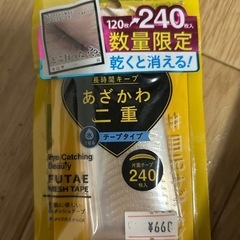 120枚
240枚入
数量限定
乾くと消える!
長時間キープ
あざかわ
二重
テープタイプ
Eye Catching
Beauty
FUTAE
MESH TAPE
片面テープ
240
枚入
¥660